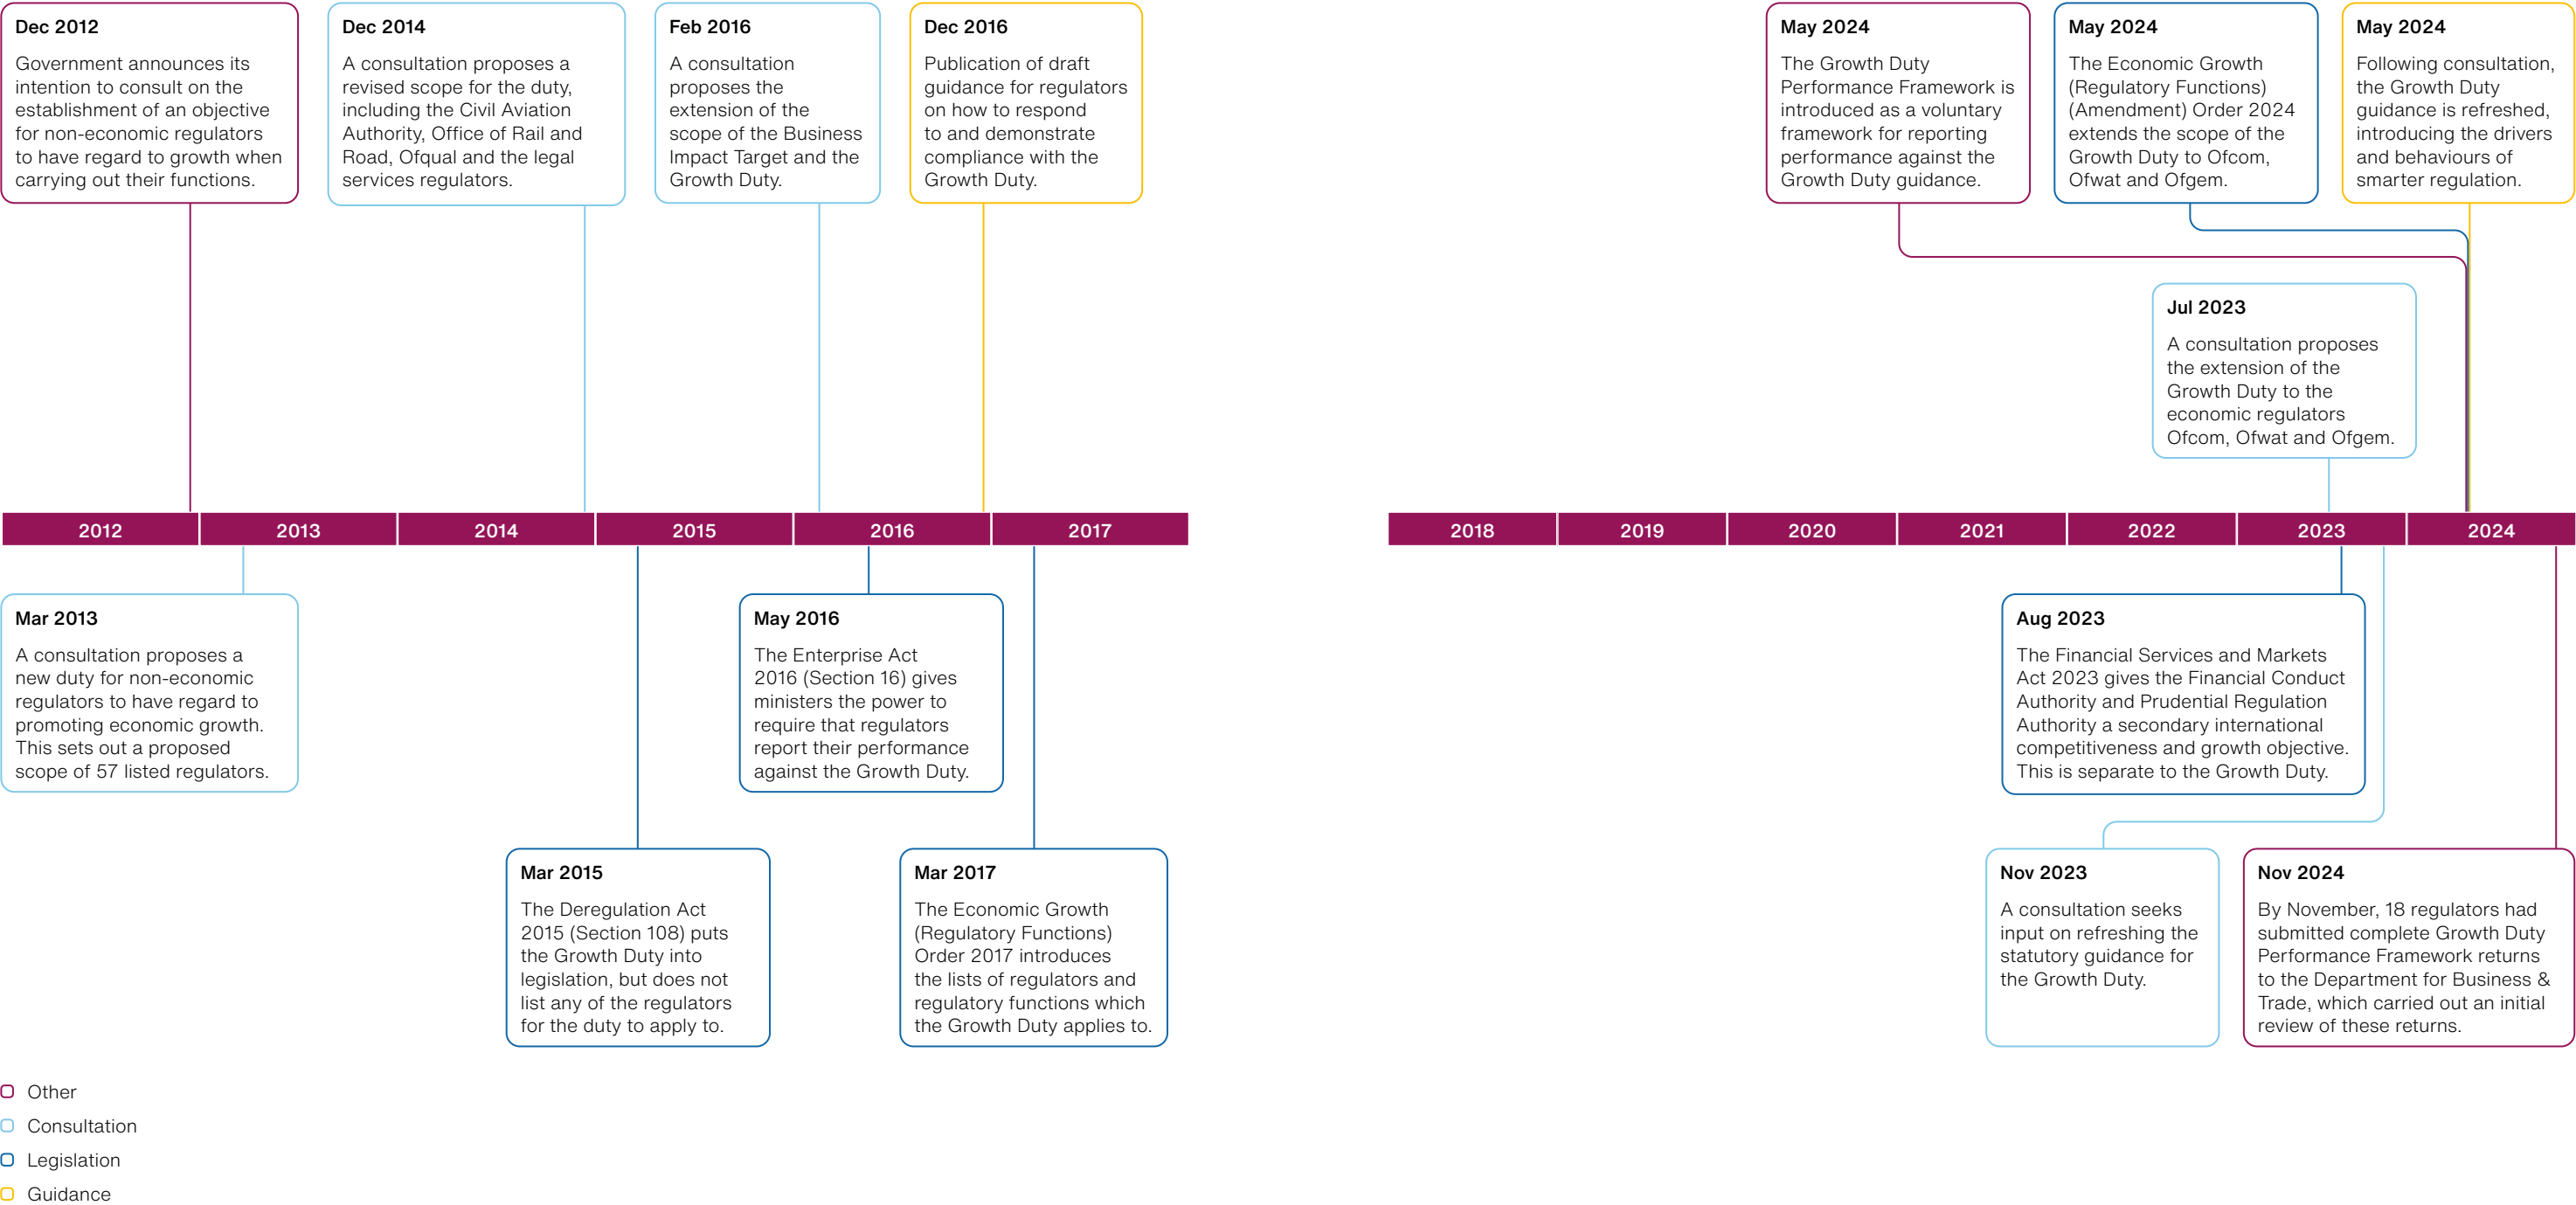 Dec 2012
Government announces its
intention to consult on the
establishment of an objective
for non-economic regulators
to have regard to growth when
carrying out their functions.
Dec 2014
A consultation proposes a
revised scope for the duty,
including the Civil Aviation
Authority, Office of Rail and
Road, Ofqual and the legal
services regulators.
Feb 2016
A consultation
proposes the
extension of the
scope of the Business
Impact Target and the
Growth Duty.
Dec 2016
Publication of draft
guidance for regulators
on how to respond
to and demonstrate
compliance with the
Growth Duty.
May 2024
The Growth Duty
Performance Framework is
introduced as a voluntary
framework for reporting
performance against the
Growth Duty guidance.
May 2024
The Economic Growth
(Regulatory Functions)
(Amendment) Order 2024
extends the scope of the
Growth Duty to Ofcom,
Ofwat and Ofgem.
May 2024
Following consultation,
the Growth Duty
guidance is refreshed,
introducing the drivers
and behaviours of
smarter regulation.
Jul 2023
A consultation proposes
the extension of the
Growth Duty to the
economic regulators
Ofcom, Ofwat and Ofgem.
2012
2013
2014
2015
2016
2017
2018
2019
2020
2021
2022
2023
2024
Mar 2013
A consultation proposes a
new duty for non-economic
regulators to have regard to
promoting economic growth.
This sets out a proposed
scope of 57 listed regulators.
May 2016
The Enterprise Act
2016 (Section 16) gives
ministers the power to
require that regulators
report their performance
against the Growth Duty.
Aug 2023
The Financial Services and Markets
Act 2023 gives the Financial Conduct
Authority and Prudential Regulation
Authority a secondary international
competitiveness and growth objective.
This is separate to the Growth Duty.
Mar 2015
The Deregulation Act
2015 (Section 108) puts
the Growth Duty into
legislation, but does not
list any of the regulators
for the duty to apply to.
Mar 2017
The Economic Growth
(Regulatory Functions)
Order 2017 introduces
the lists of regulators and
regulatory functions which
the Growth Duty applies to.
Nov 2023
A consultation seeks
input on refreshing the
statutory guidance for
the Growth Duty.
Nov 2024
By November, 18 regulators had
submitted complete Growth Duty
Performance Framework returns
to the Department for Business &
Trade, which carried out an initial
review of these returns.
Other
Consultation
Legislation
Guidance